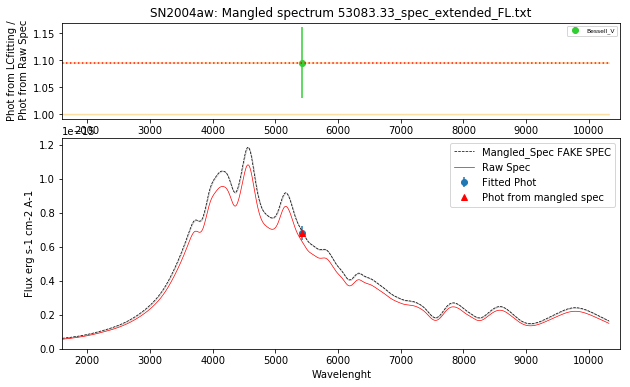 SN2004aw: Mangled spectrum 53083.33_spec_extended_FL.txt
Phot from LCfitting /
Phot from Raw Spec
1.15
1.10
1.05
1.00
Bessell_V
2000 3000 4000 5000 6000 7000 8000 9000 10000
1e−15
Flux erg s-1 cm-2 A-1
1.2
1.0
0.8
0.6
0.4
0.2
0.0
Mangled_Spec FAKE SPEC
Raw Spec
Fitted Phot
Phot from mangled spec
2000 3000 4000 5000 6000 7000 8000 9000 10000
Wavelenght